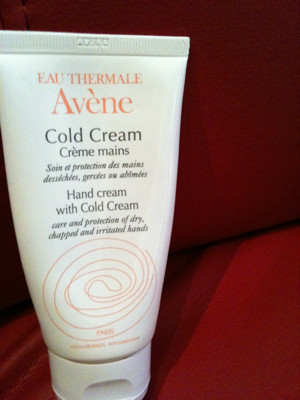 EAU THERMALE
Avène
Cold Cream
Crème mains
Soin et protection des mains
desséchées, gercées ou abîmées
Hand cream
with Cold Cream
care and protection of dry,
chapped and irritated hands
PARIS